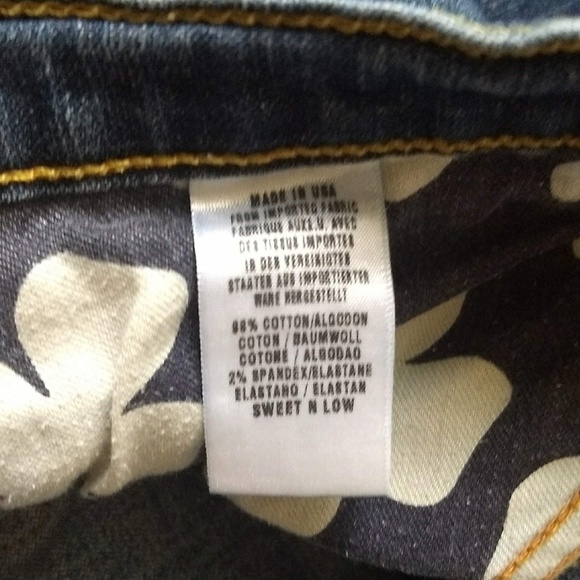 MADE IN USA
FROM IMPORTED FABRIC
FABRIQUE AUX E.U. AVEC
DES TISSUS IMPORTES
IN DEN VEREINIGTEN
STAATEN AUS IMPORTIERTER
WARE HERGESTELLT
98% COTTON/ALGODON
COTON / BAUMWOLL
COTONE / ALGODAO
2% SPANDEX/ELASTANE
ELASTANO / ELASTAN
SWEET N LOW